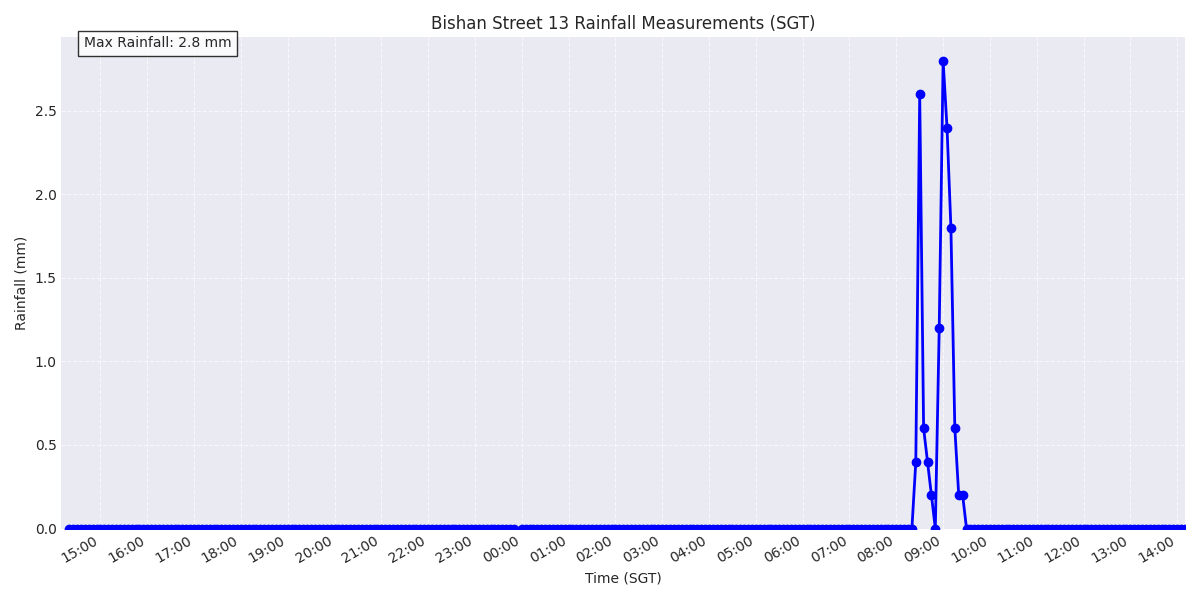 Bishan Street 13 Rainfall Measurements (SGT)
Max Rainfall: 2.8 mm
2.5
2.0
1.5
1.0
0.5
0.0
Rainfall (mm)
15:00 16:00 17:00 18:00 19:00 20:00 21:00 22:00 23:00 00:00 01:00 02:00 03:00 04:00 05:00 06:00 07:00 08:00 09:00 10:00 11:00 12:00 13:00 14:00
Time (SGT)